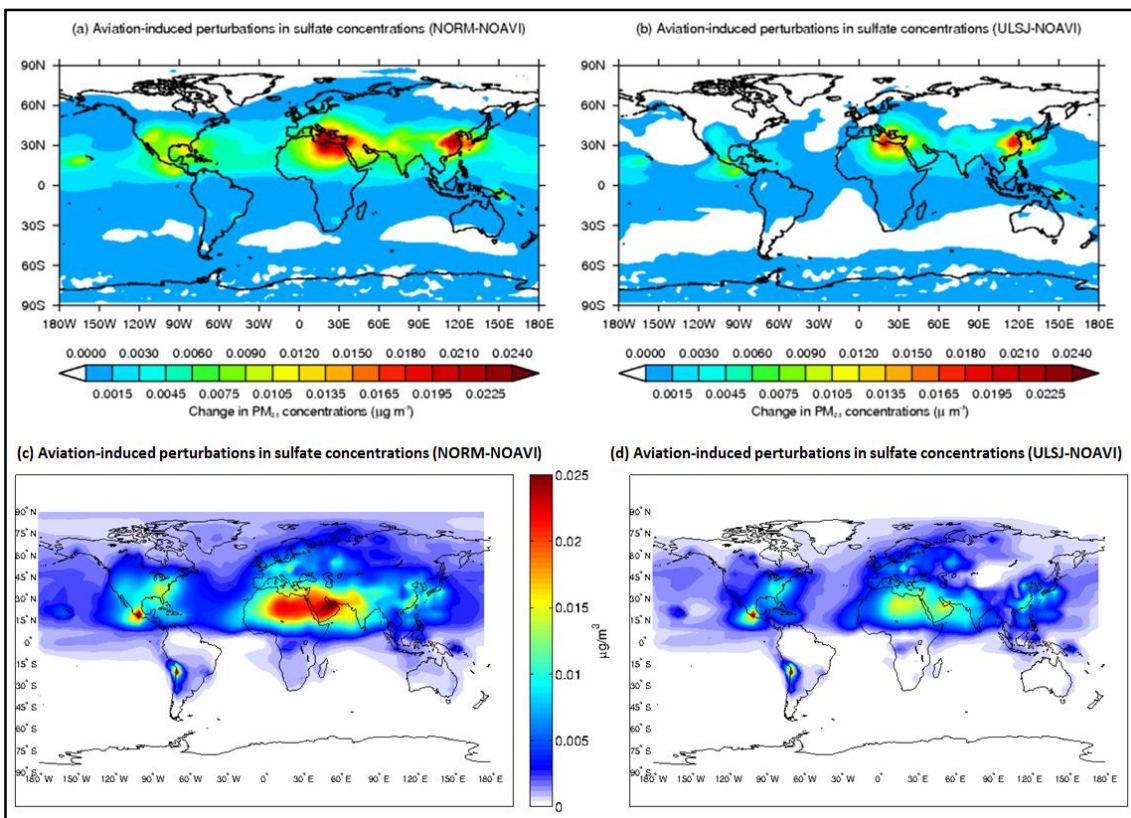 (a) Aviation-induced perturbations in sulfate concentrations (NORM-NOAVI)
90N
60N
30N
0
30S
60S
90S
180W 150W 120W 90W 60W 30W 0 30E 60E 90E 120E 150E 180E
0.0000 0.0030 0.0060 0.0090 0.0120 0.0150 0.0180 0.0210 0.0240
0.0015 0.0045 0.0075 0.0105 0.0135 0.0165 0.0195 0.0225
Change in PM₂.₅ concentrations (µg m⁻³)
(b) Aviation-induced perturbations in sulfate concentrations (ULSJ-NOAVI)
90N
60N
30N
0
30S
60S
90S
180W 150W 120W 90W 60W 30W 0 30E 60E 90E 120E 150E 180E
0.0000 0.0030 0.0060 0.0090 0.0120 0.0150 0.0180 0.0210 0.0240
0.0015 0.0045 0.0075 0.0105 0.0135 0.0165 0.0195 0.0225
Change in PM₂.₅ concentrations (µ m⁻³)
(c) Aviation-induced perturbations in sulfate concentrations (NORM-NOAVI)
90° N
75° N
60° N
45° N
30° N
15° N
0°
15° S
30° S
45° S
60° S
75° S
90° S
180° W 150° W 120° W 90° W 60° W 30° W 0° 30° E 60° E 90° E 120° E 150° E 180° E
0.025
0.02
0.015
0.01
0.005
0
µg/m³
(d) Aviation-induced perturbations in sulfate concentrations (ULSJ-NOAVI)
90° N
75° N
60° N
45° N
30° N
15° N
0°
15° S
30° S
45° S
60° S
75° S
90° S
180° W 150° W 120° W 90° W 60° W 30° W 0° 30° E 60° E 90° E 120° E 150° E 180° E